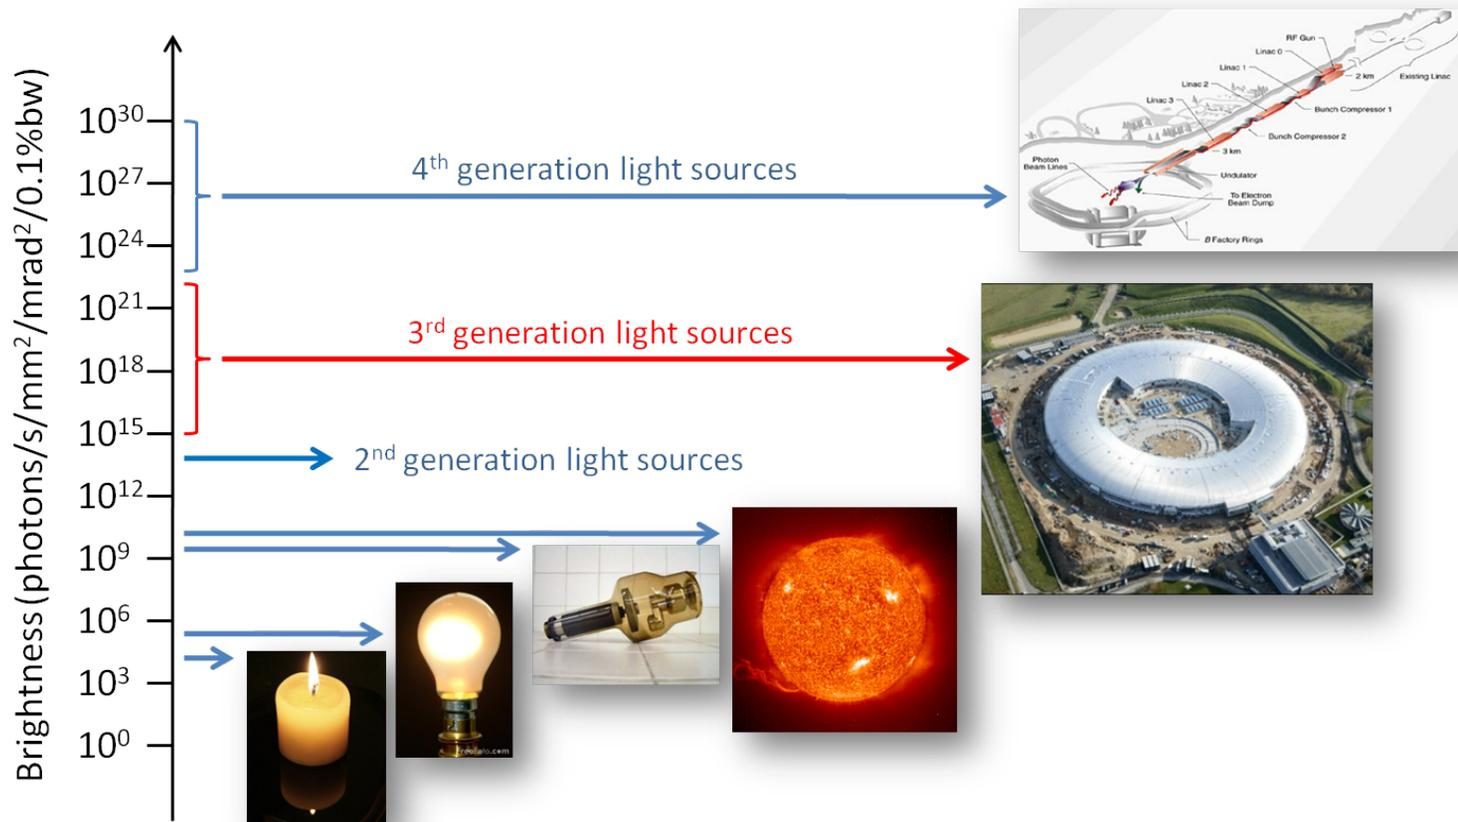 Brightness (photons/s/mm²/mrad²/0.1%bw)
10³⁰
10²⁷
10²⁴
10²¹
10¹⁸
10¹⁵
10¹²
10⁹
10⁶
10³
10⁰
4th generation light sources
3rd generation light sources
2nd generation light sources
RF Gun
Linac 0
Linac 1
Linac 2
Linac 3
2 km
Existing Linac
Bunch Compressor 1
Bunch Compressor 2
3 km
Photon
Beam Lines
Undulator
To Electron
Beam Dump
B Factory Rings